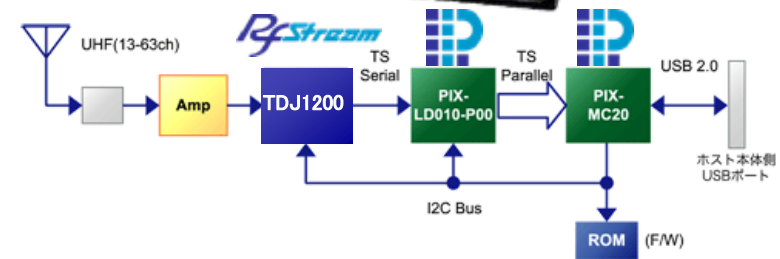 UHF(13-63ch)
RfStream
TS
Serial
TS
Parallel
USB 2.0
Amp
TDJ1200
PIX-
LD010-P00
PIX-
MC20
ホスト本体側
USBポート
I2C Bus
ROM
(F/W)